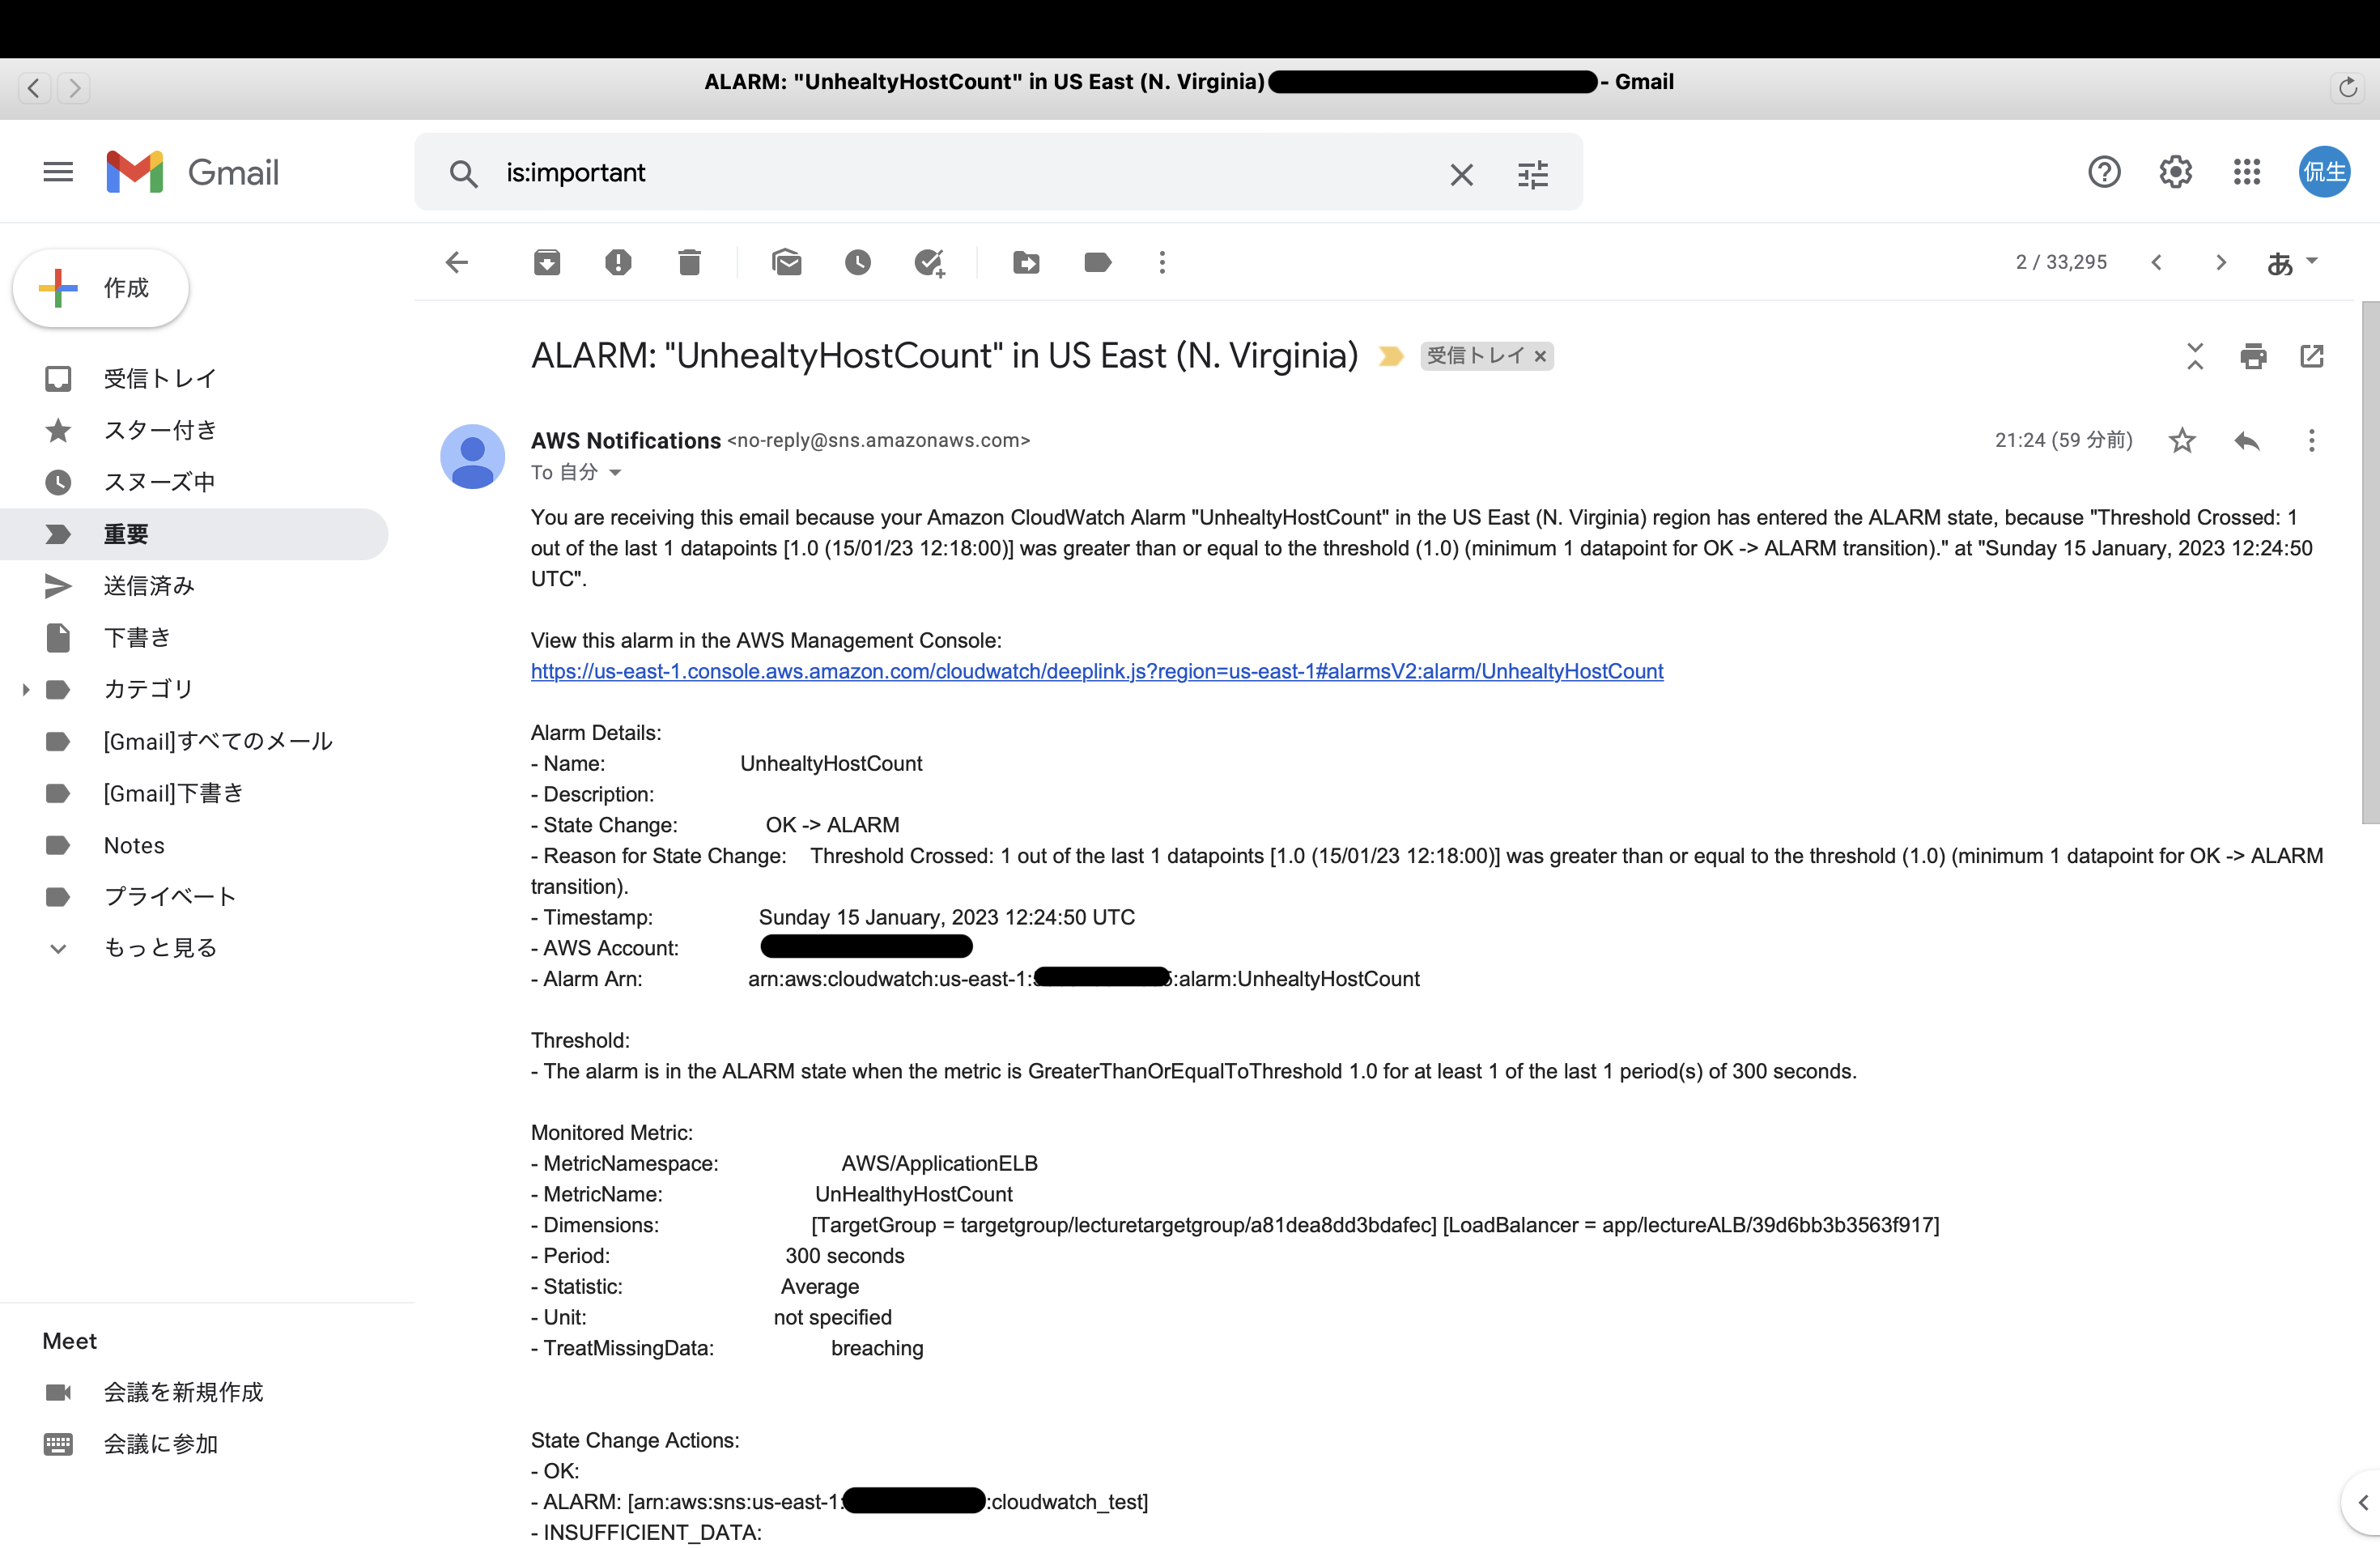 ALARM: "UnhealtyHostCount" in US East (N. Virginia) - Gmail
Gmail
is:important
侃生
作成
2 / 33,295
あ
受信トレイ
スター付き
スヌーズ中
重要
送信済み
下書き
カテゴリ
[Gmail]すべてのメール
[Gmail]下書き
Notes
プライベート
もっと見る
Meet
会議を新規作成
会議に参加
ALARM: "UnhealtyHostCount" in US East (N. Virginia) 受信トレイ ×
AWS Notifications <no-reply@sns.amazonaws.com> 21:24 (59 分前)
To 自分
You are receiving this email because your Amazon CloudWatch Alarm "UnhealtyHostCount" in the US East (N. Virginia) region has entered the ALARM state, because "Threshold Crossed: 1
out of the last 1 datapoints [1.0 (15/01/23 12:18:00)] was greater than or equal to the threshold (1.0) (minimum 1 datapoint for OK -> ALARM transition)." at "Sunday 15 January, 2023 12:24:50
UTC".
View this alarm in the AWS Management Console:
https://us-east-1.console.aws.amazon.com/cloudwatch/deeplink.js?region=us-east-1#alarmsV2:alarm/UnhealtyHostCount
Alarm Details:
- Name: UnhealtyHostCount
- Description:
- State Change: OK -> ALARM
- Reason for State Change: Threshold Crossed: 1 out of the last 1 datapoints [1.0 (15/01/23 12:18:00)] was greater than or equal to the threshold (1.0) (minimum 1 datapoint for OK -> ALARM
transition).
- Timestamp: Sunday 15 January, 2023 12:24:50 UTC
- AWS Account:
- Alarm Arn: arn:aws:cloudwatch:us-east-1: :alarm:UnhealtyHostCount
Threshold:
- The alarm is in the ALARM state when the metric is GreaterThanOrEqualToThreshold 1.0 for at least 1 of the last 1 period(s) of 300 seconds.
Monitored Metric:
- MetricNamespace: AWS/ApplicationELB
- MetricName: UnHealthyHostCount
- Dimensions: [TargetGroup = targetgroup/lecturetargetgroup/a81dea8dd3bdafec] [LoadBalancer = app/lectureALB/39d6bb3b3563f917]
- Period: 300 seconds
- Statistic: Average
- Unit: not specified
- TreatMissingData: breaching
State Change Actions:
- OK:
- ALARM: [arn:aws:sns:us-east-1: :cloudwatch_test]
- INSUFFICIENT_DATA: